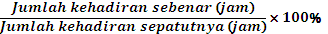 Jumlah kehadiran sebenar (jam)
Jumlah kehadiran sepatutnya (jam) × 100%